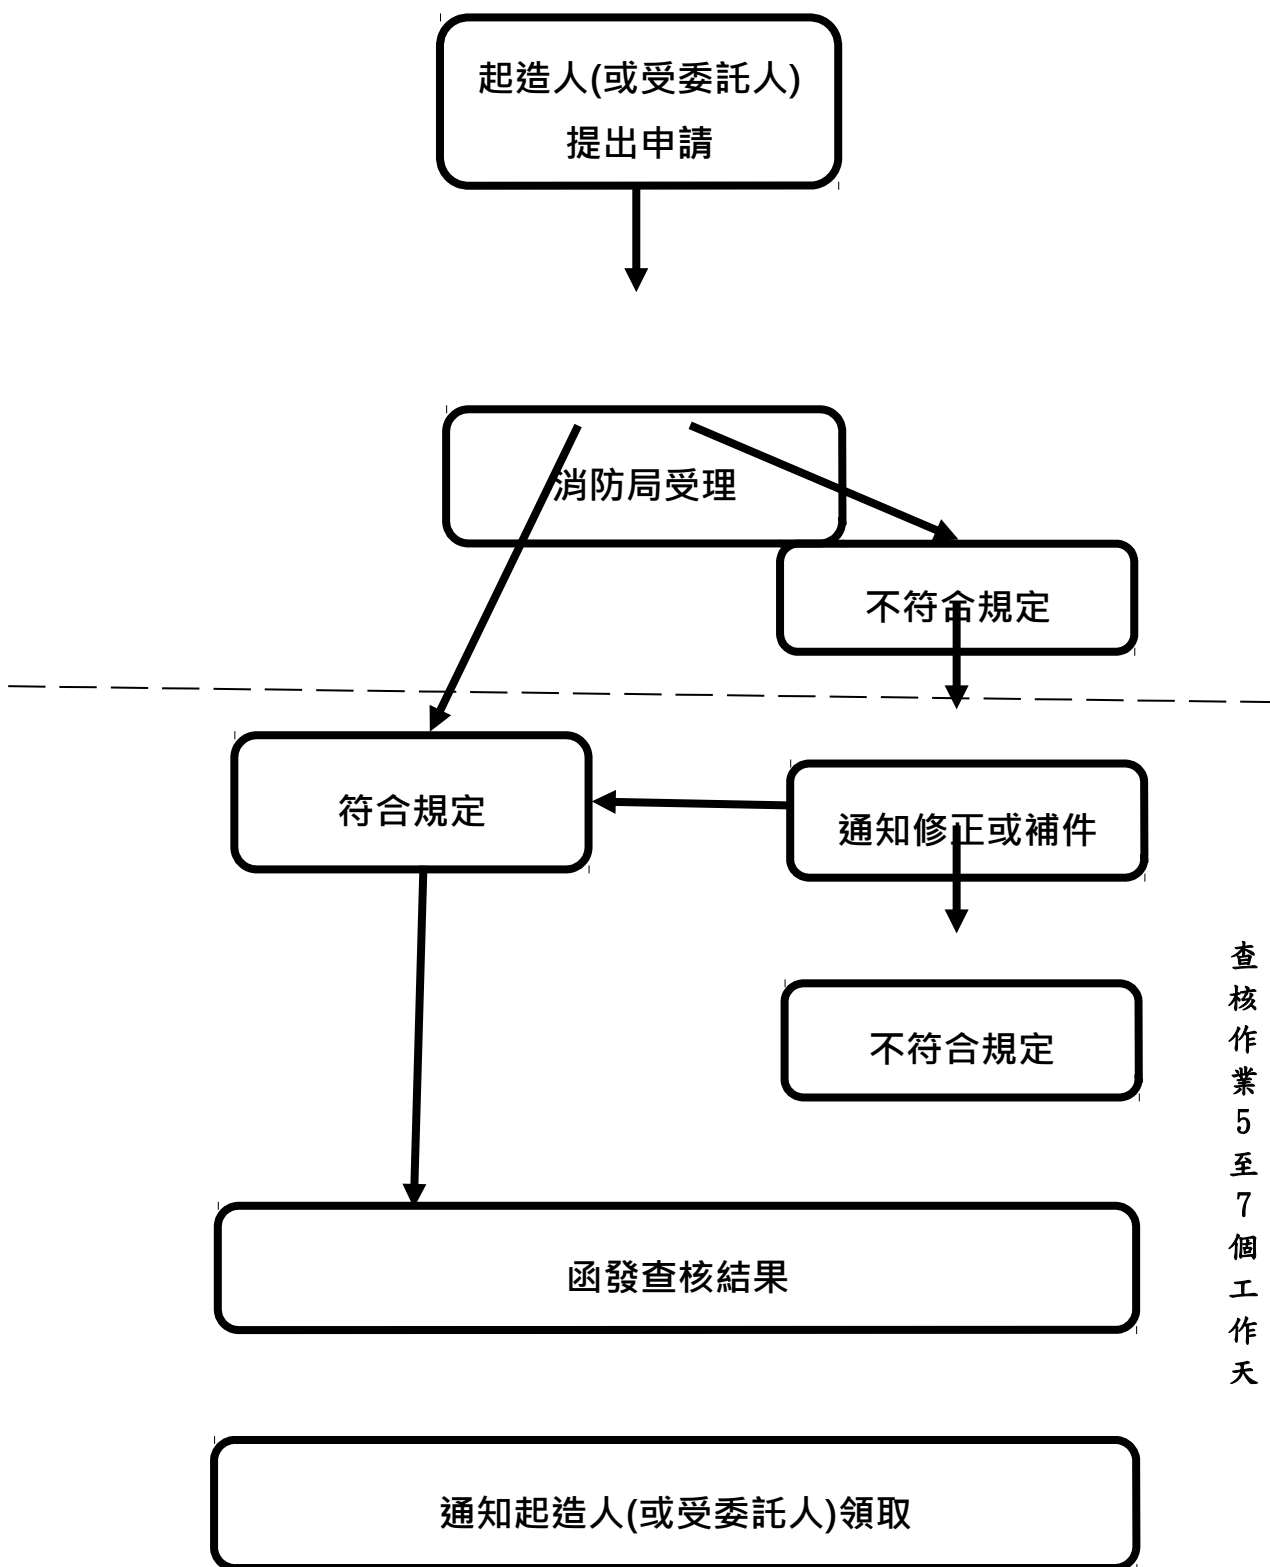 起造人(或受委託人)
提出申請
消防局受理
不符合規定
符合規定
通知修正或補件
不符合規定
查核作業5至7個工作天
函發查核結果
通知起造人(或受委託人)領取